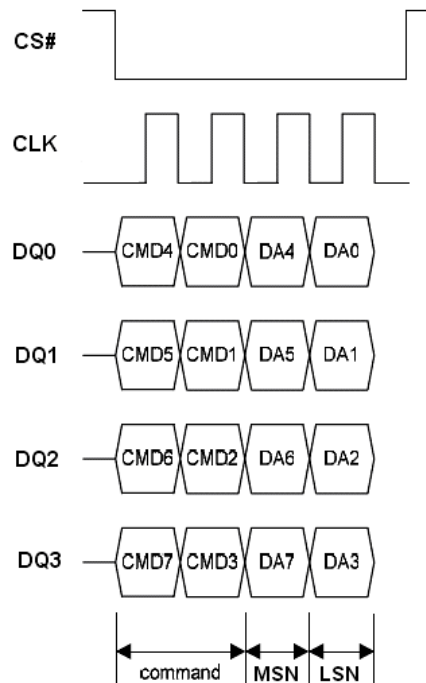 CS#
CLK
DQ0 CMD4 CMD0 DA4 DA0
DQ1 CMD5 CMD1 DA5 DA1
DQ2 CMD6 CMD2 DA6 DA2
DQ3 CMD7 CMD3 DA7 DA3
command MSN LSN